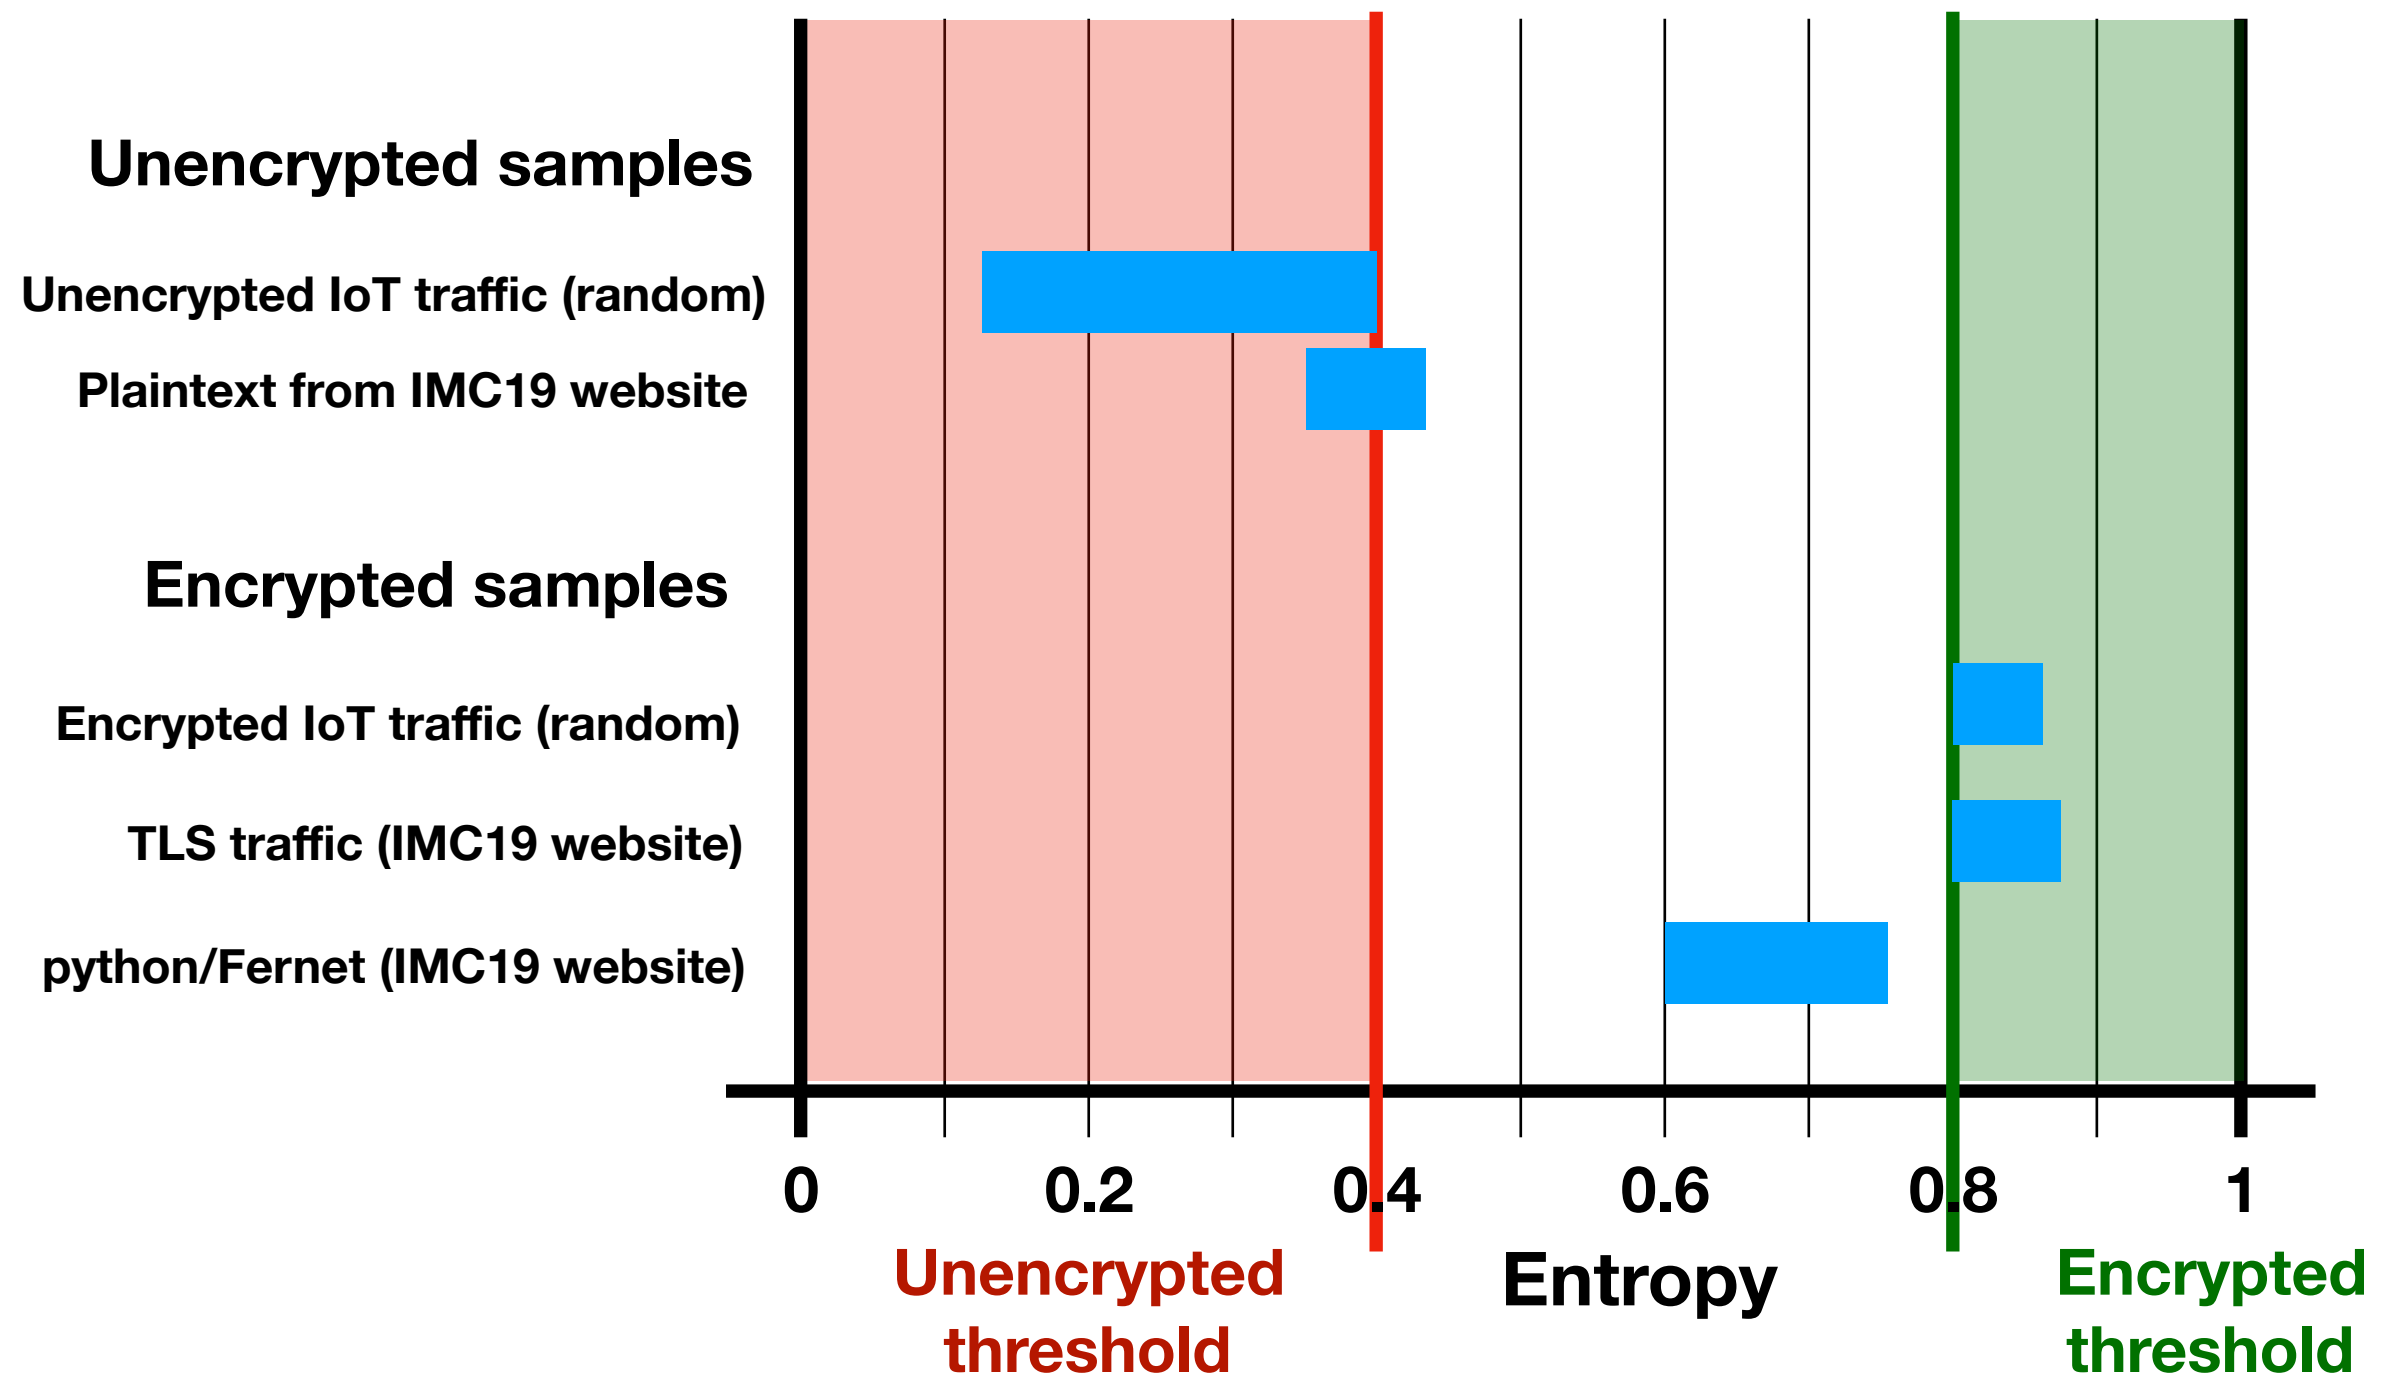 Unencrypted samples
Unencrypted IoT traffic (random)
Plaintext from IMC19 website
Encrypted samples
Encrypted IoT traffic (random)
TLS traffic (IMC19 website)
python/Fernet (IMC19 website)
0 0.2 0.4 0.6 0.8 1
Unencrypted
threshold
Entropy
Encrypted
threshold